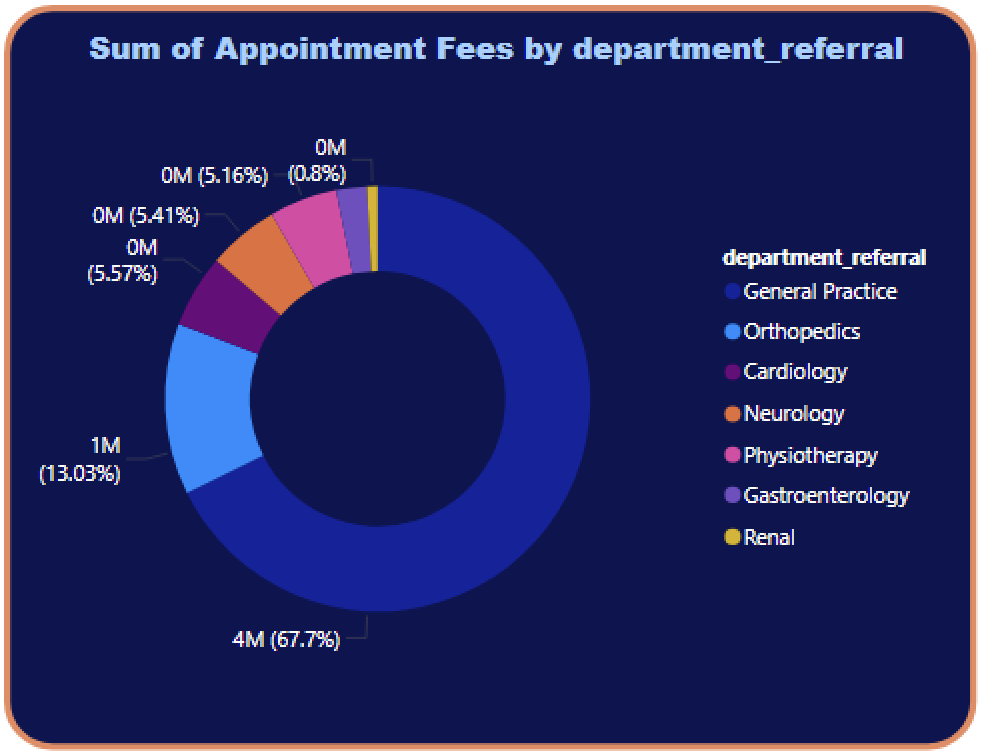 Sum of Appointment Fees by department_referral
0M
(0.8%)
0M (5.16%)
0M (5.41%)
0M
(5.57%)
1M
(13.03%)
4M (67.7%)
department_referral
General Practice
Orthopedics
Cardiology
Neurology
Physiotherapy
Gastroenterology
Renal